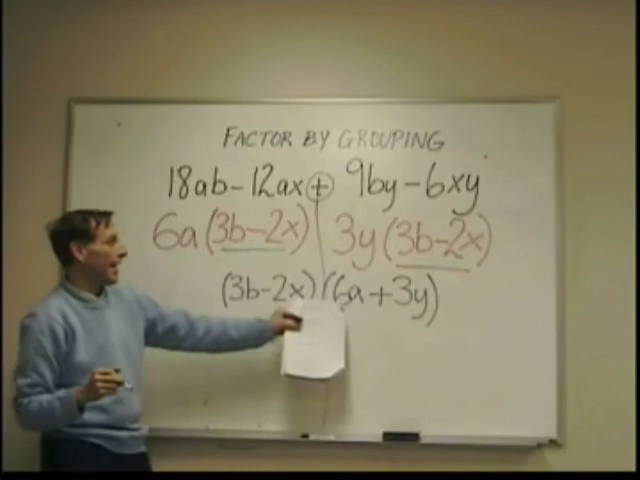 FACTOR BY GROUPING
18ab-12ax + 9by-6xy
6a(3b-2x) 3y(3b-2x)
(3b-2x)(6a+3y)